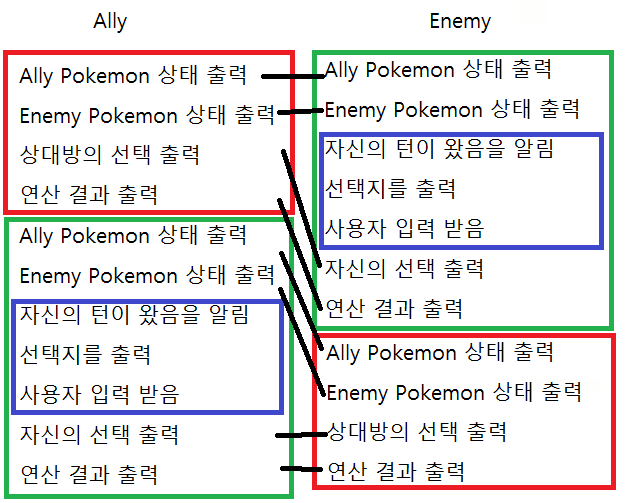 Ally
Ally Pokemon 상태 출력
Enemy Pokemon 상태 출력
상대방의 선택 출력
연산 결과 출력
Ally Pokemon 상태 출력
Enemy Pokemon 상태 출력
자신의 턴이 왔음을 알림
선택지를 출력
사용자 입력 받음
자신의 선택 출력
연산 결과 출력
Enemy
Ally Pokemon 상태 출력
Enemy Pokemon 상태 출력
자신의 턴이 왔음을 알림
선택지를 출력
사용자 입력 받음
자신의 선택 출력
연산 결과 출력
Ally Pokemon 상태 출력
Enemy Pokemon 상태 출력
상대방의 선택 출력
연산 결과 출력